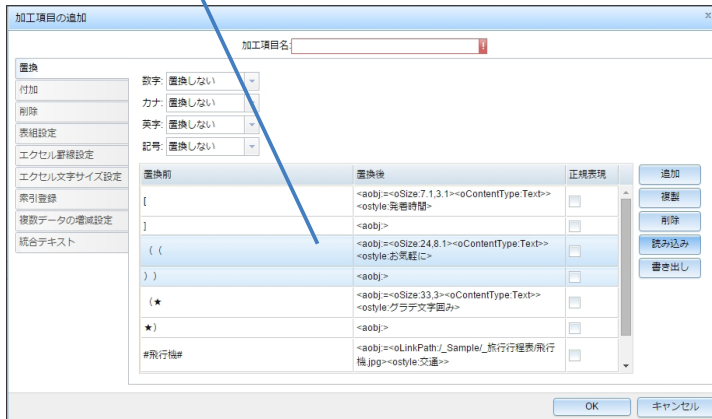 加工項目の追加
加工項目名:
置換
付加
削除
表組設定
エクセル罫線設定
エクセル文字サイズ設定
索引登録
複数データの増減設定
統合テキスト
数字: 置換しない
カナ: 置換しない
英字: 置換しない
記号: 置換しない
置換前 置換後 正規表現
[ <aobj:=<oSize:7.1,3.1><oContentType:Text>>
<ostyle:発着時間>
] <aobj:>
（（ <aobj:=<oSize:24,8.1><oContentType:Text>>
<ostyle:お気軽に>
）） <aobj:>
（★ <aobj:=<oSize:33,3><oContentType:Text>>
<ostyle:グラデ文字囲み>
★） <aobj:>
#飛行機# <aobj:=<oLinkPath:/_Sample/_旅行行程表/飛行
機.jpg><ostyle:交通>>
追加
複製
削除
読み込み
書き出し
OK キャンセル